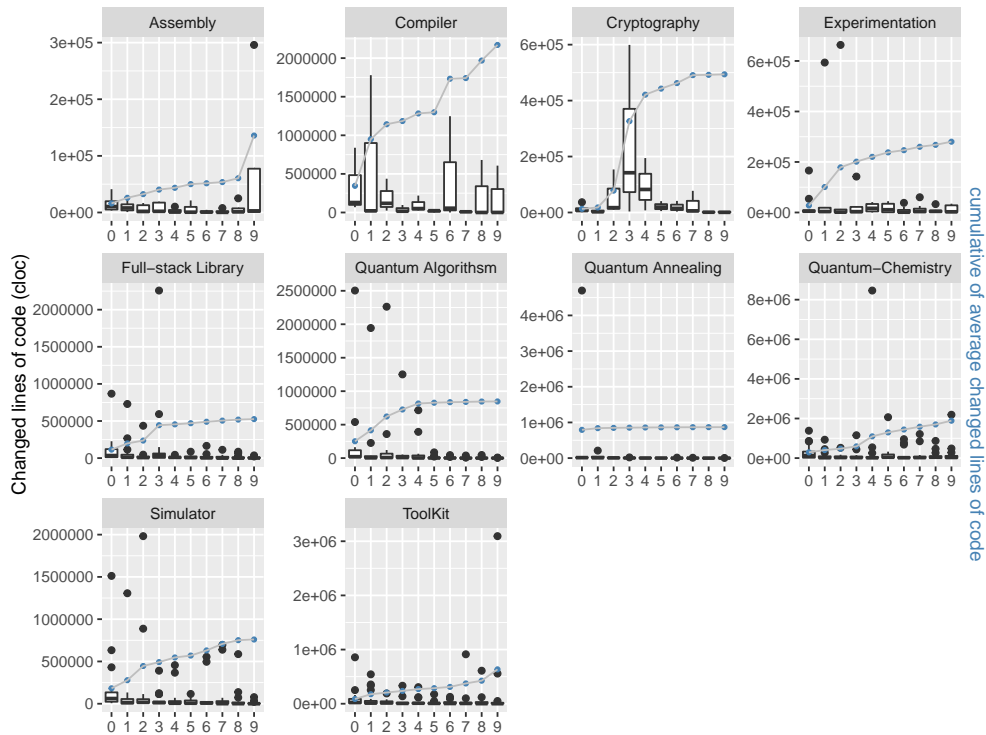 Changed lines of code (cloc)
cumulative of average changed lines of code
Assembly
3e+05
2e+05
1e+05
0e+00
0 1 2 3 4 5 6 7 8 9
Compiler
2000000
1500000
1000000
500000
0
0 1 2 3 4 5 6 7 8 9
Cryptography
6e+05
4e+05
2e+05
0e+00
0 1 2 3 4 5 6 7 8 9
Experimentation
6e+05
4e+05
2e+05
0e+00
0 1 2 3 4 5 6 7 8 9
Full−stack Library
2000000
1500000
1000000
500000
0
0 1 2 3 4 5 6 7 8 9
Quantum Algorithsm
2500000
2000000
1500000
1000000
500000
0
0 1 2 3 4 5 6 7 8 9
Quantum Annealing
4e+06
3e+06
2e+06
1e+06
0e+00
0 1 2 3 4 5 6 7 8 9
Quantum−Chemistry
8e+06
6e+06
4e+06
2e+06
0e+00
0 1 2 3 4 5 6 7 8 9
Simulator
2000000
1500000
1000000
500000
0
0 1 2 3 4 5 6 7 8 9
ToolKit
3e+06
2e+06
1e+06
0e+00
0 1 2 3 4 5 6 7 8 9